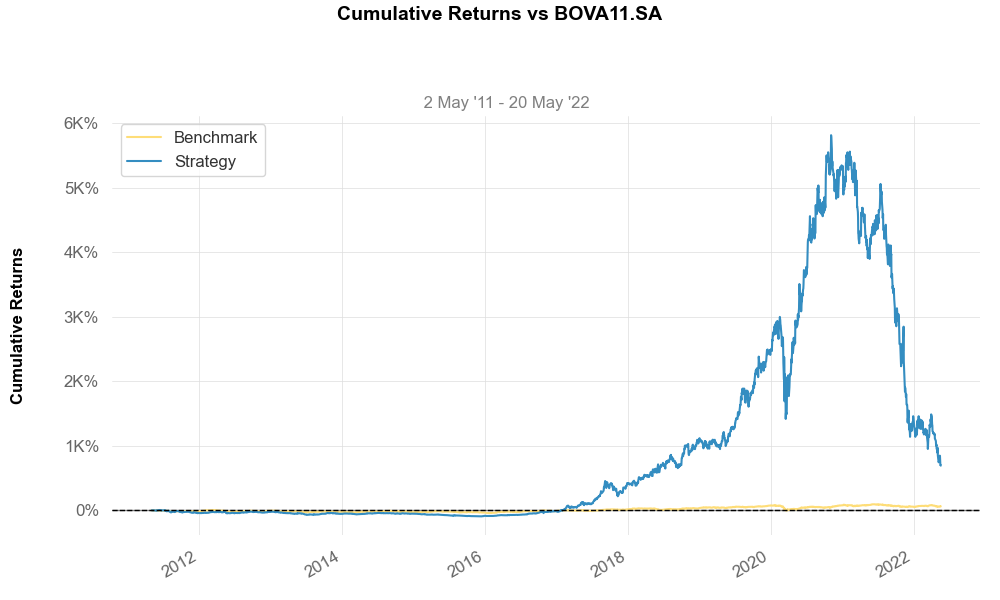 Cumulative Returns vs BOVA11.SA
2 May '11 - 20 May '22
Benchmark
Strategy
Cumulative Returns
6K%
5K%
4K%
3K%
2K%
1K%
0%
2012
2014
2016
2018
2020
2022